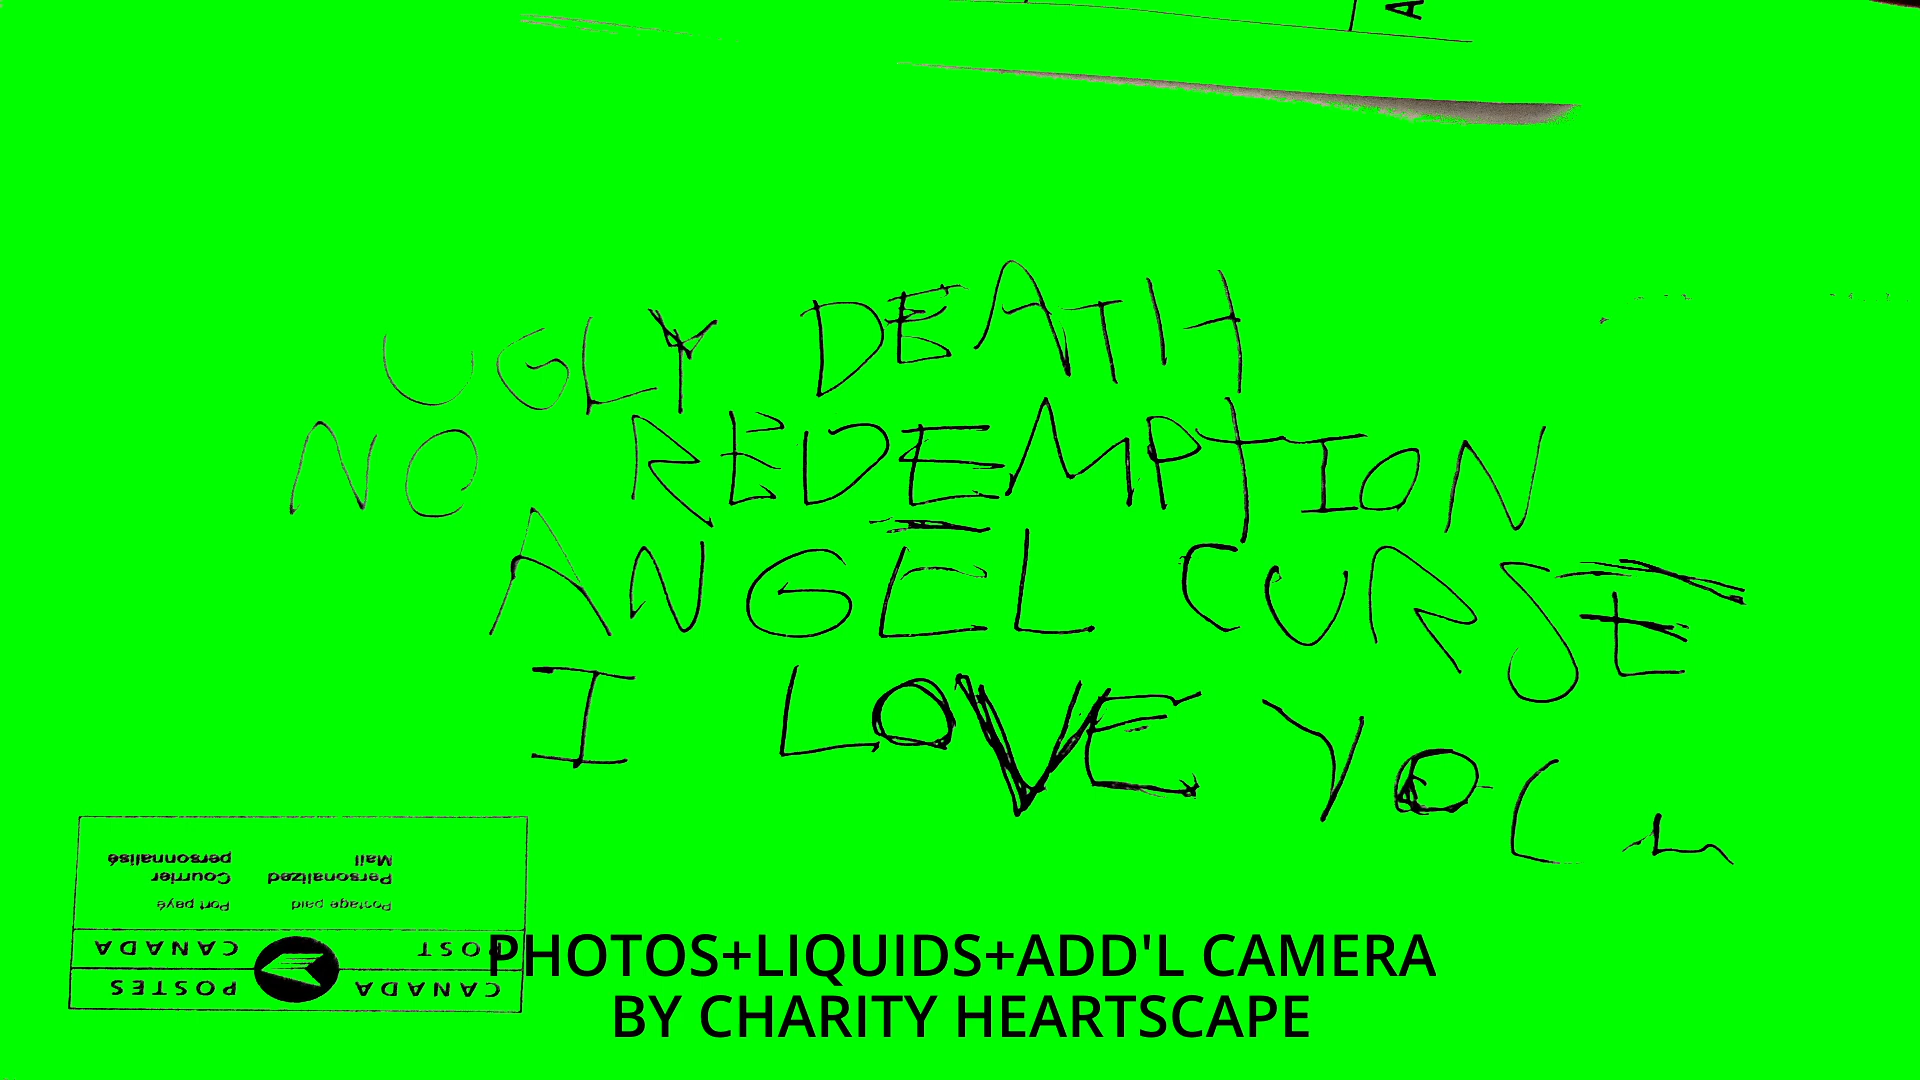 A
UGLY DEATH
NO REDEMPTION
ANGEL CURSE
I LOVE YOU
CANADA POSTES
POST CANADA
Postage paid Port payé
Personalized Courrier
Mail personnalisé
PHOTOS+LIQUIDS+ADD'L CAMERA
BY CHARITY HEARTSCAPE